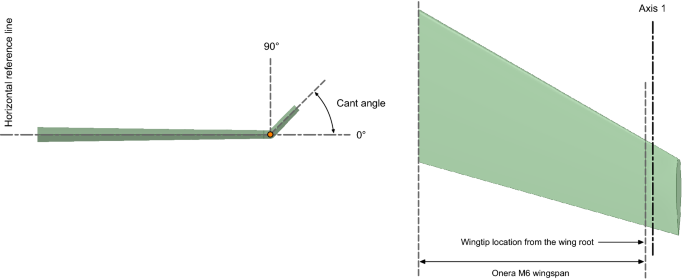 Horizontal reference line
90°
Cant angle
0°
Axis 1
Wingtip location from the wing root
Onera M6 wingspan